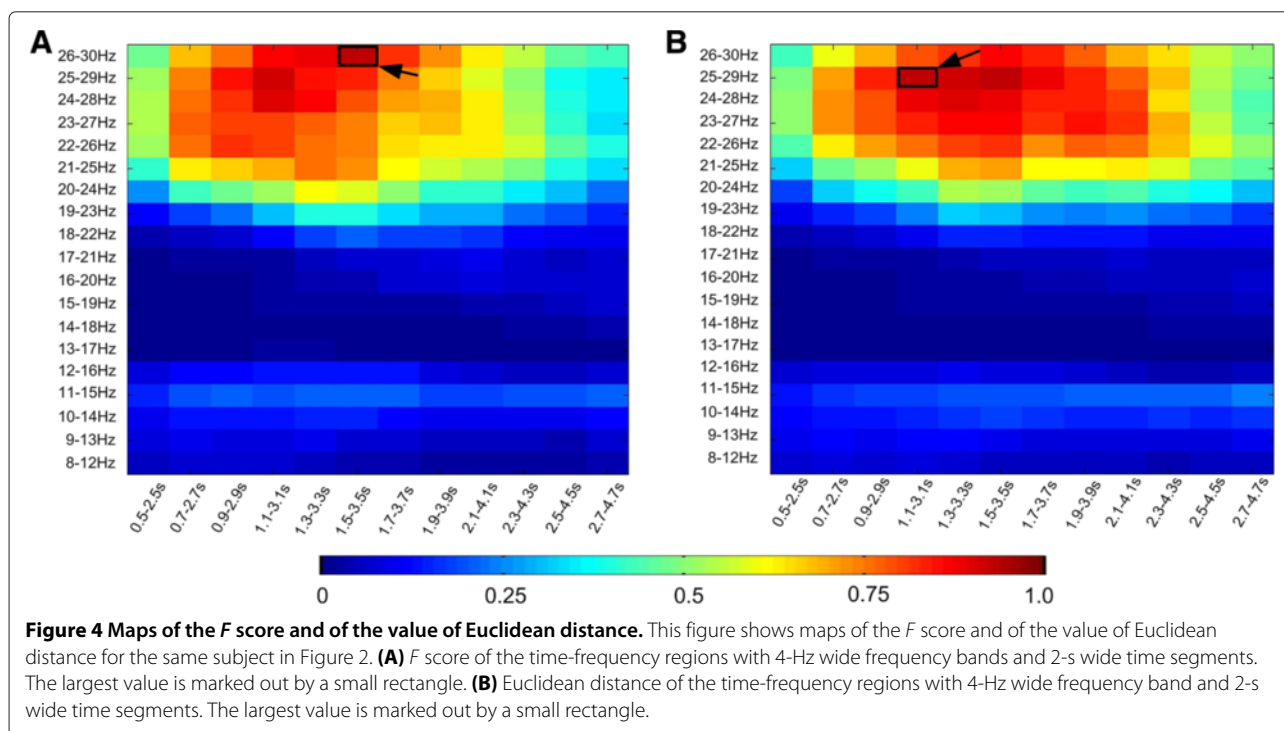 A
B
26-30Hz
25-29Hz
24-28Hz
23-27Hz
22-26Hz
21-25Hz
20-24Hz
19-23Hz
18-22Hz
17-21Hz
16-20Hz
15-19Hz
14-18Hz
13-17Hz
12-16Hz
11-15Hz
10-14Hz
9-13Hz
8-12Hz
0.5-2.5s
0.7-2.7s
0.9-2.9s
1.1-3.1s
1.3-3.3s
1.5-3.5s
1.7-3.7s
1.9-3.9s
2.1-4.1s
2.3-4.3s
2.5-4.5s
2.7-4.7s
26-30Hz
25-29Hz
24-28Hz
23-27Hz
22-26Hz
21-25Hz
20-24Hz
19-23Hz
18-22Hz
17-21Hz
16-20Hz
15-19Hz
14-18Hz
13-17Hz
12-16Hz
11-15Hz
10-14Hz
9-13Hz
8-12Hz
0.5-2.5s
0.7-2.7s
0.9-2.9s
1.1-3.1s
1.3-3.3s
1.5-3.5s
1.7-3.7s
1.9-3.9s
2.1-4.1s
2.3-4.3s
2.5-4.5s
2.7-4.7s
0 0.25 0.5 0.75 1.0
Figure 4 Maps of the F score and of the value of Euclidean distance. This figure shows maps of the F score and of the value of Euclidean
distance for the same subject in Figure 2. (A) F score of the time-frequency regions with 4-Hz wide frequency bands and 2-s wide time segments.
The largest value is marked out by a small rectangle. (B) Euclidean distance of the time-frequency regions with 4-Hz wide frequency band and 2-s
wide time segments. The largest value is marked out by a small rectangle.